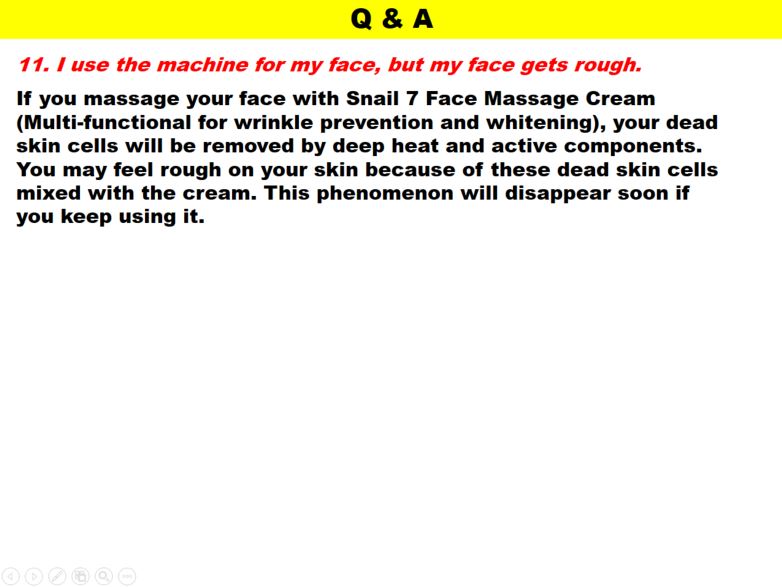 Q & A
11. I use the machine for my face, but my face gets rough.
If you massage your face with Snail 7 Face Massage Cream
(Multi-functional for wrinkle prevention and whitening), your dead
skin cells will be removed by deep heat and active components.
You may feel rough on your skin because of these dead skin cells
mixed with the cream. This phenomenon will disappear soon if
you keep using it.